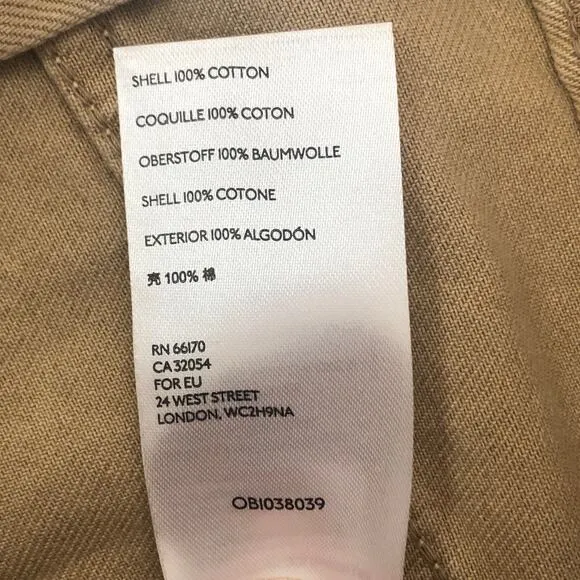 SHELL 100% COTTON
COQUILLE 100% COTON
OBERSTOFF 100% BAUMWOLLE
SHELL 100% COTONE
EXTERIOR 100% ALGODÓN
壳 100% 棉
RN 66170
CA 32054
FOR EU
24 WEST STREET
LONDON, WC2H9NA
OB1038039